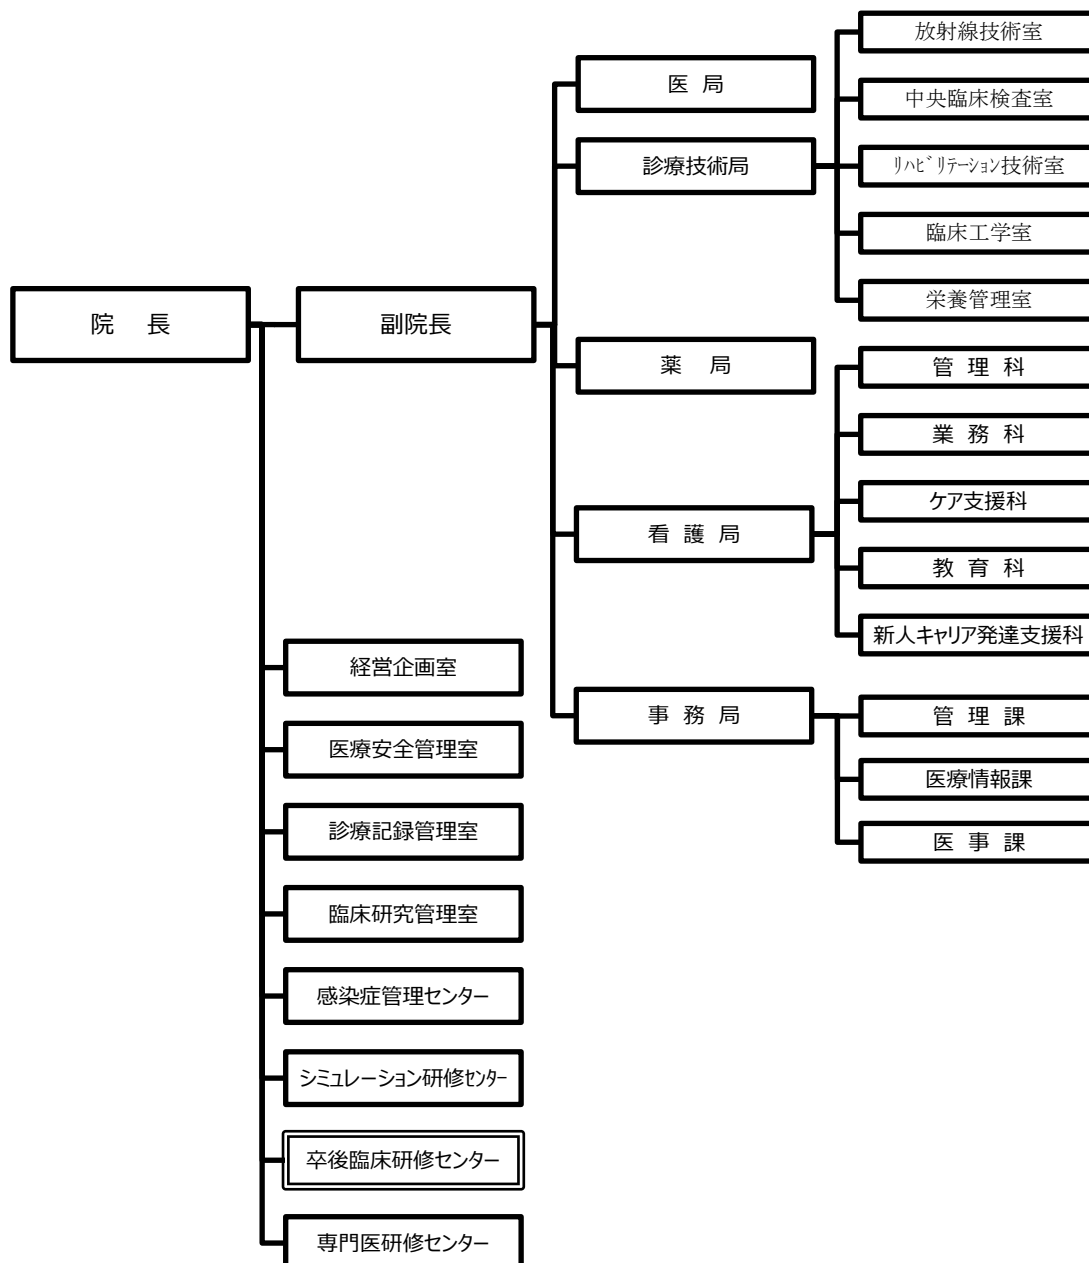 放射線技術室
医 局
中央臨床検査室
診療技術局
ﾘﾊﾋﾞﾘﾃｰｼｮﾝ技術室
臨床工学室
院 長
副院長
栄養管理室
薬 局
管 理 科
業 務 科
ケア支援科
看 護 局
教 育 科
新人キャリア発達支援科
経営企画室
事 務 局
管 理 課
医療安全管理室
医療情報課
診療記録管理室
医 事 課
臨床研究管理室
感染症管理センター
シミュレーション研修ｾﾝﾀｰ
卒後臨床研修センター
専門医研修センター